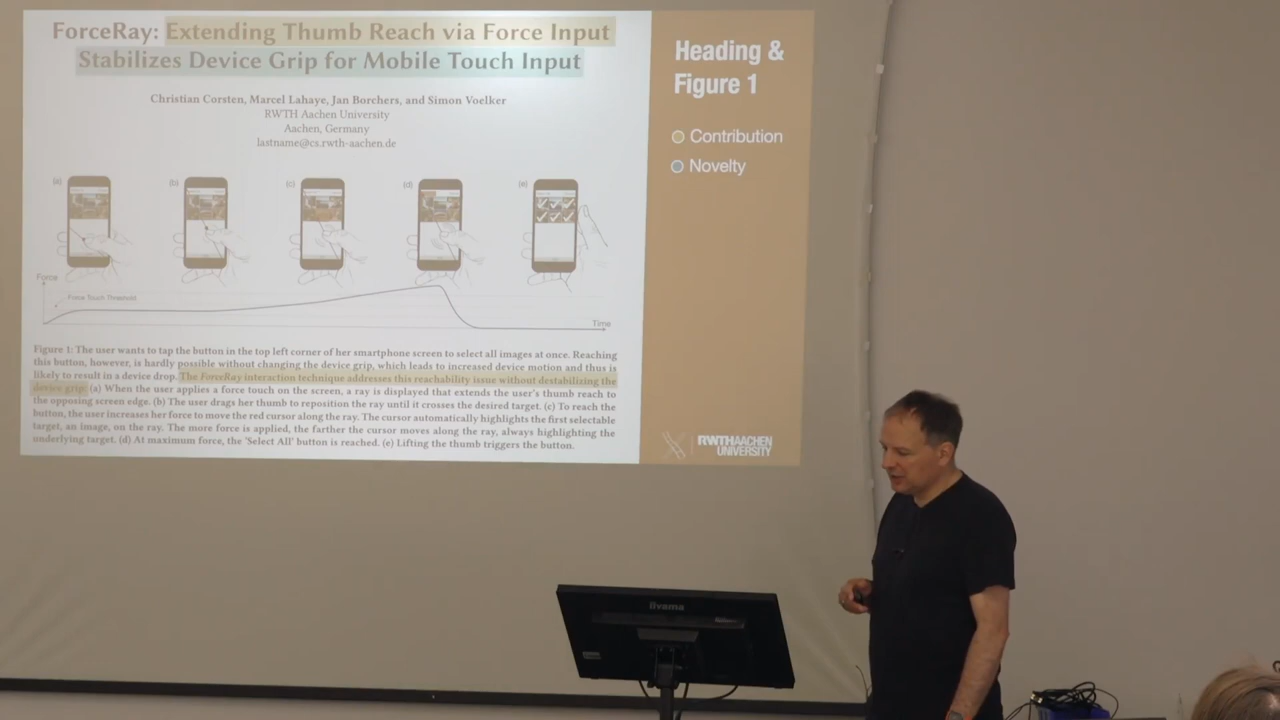 ForceRay: Extending Thumb Reach via Force Input
Stabilizes Device Grip for Mobile Touch Input
Christian Corsten, Marcel Lahaye, Jan Borchers, and Simon Voelker
RWTH Aachen University
Aachen, Germany
lastname@cs.rwth-aachen.de
(a)
(b)
(c)
(d)
(e)
Force
Force Touch Threshold
Time
Figure 1: The user wants to tap the button in the top left corner of her smartphone screen to select all images at once. Reaching
this button, however, is hardly possible without changing the device grip, which leads to increased device motion and thus is
likely to result in a device drop. The ForceRay interaction technique addresses this reachability issue without destabilizing the
device grip: (a) When the user applies a force touch on the screen, a ray is displayed that extends the user's thumb reach to
the opposing screen edge. (b) The user drags her thumb to reposition the ray until it crosses the desired target. (c) To reach the
button, the user increases her force to move the red cursor along the ray. The cursor automatically highlights the first selectable
target, an image, on the ray. The more force is applied, the farther the cursor moves along the ray, always highlighting the
underlying target. (d) At maximum force, the 'Select All' button is reached. (e) Lifting the thumb triggers the button.
Heading &
Figure 1
Contribution
Novelty
RWTHAACHEN
UNIVERSITY
iiyama